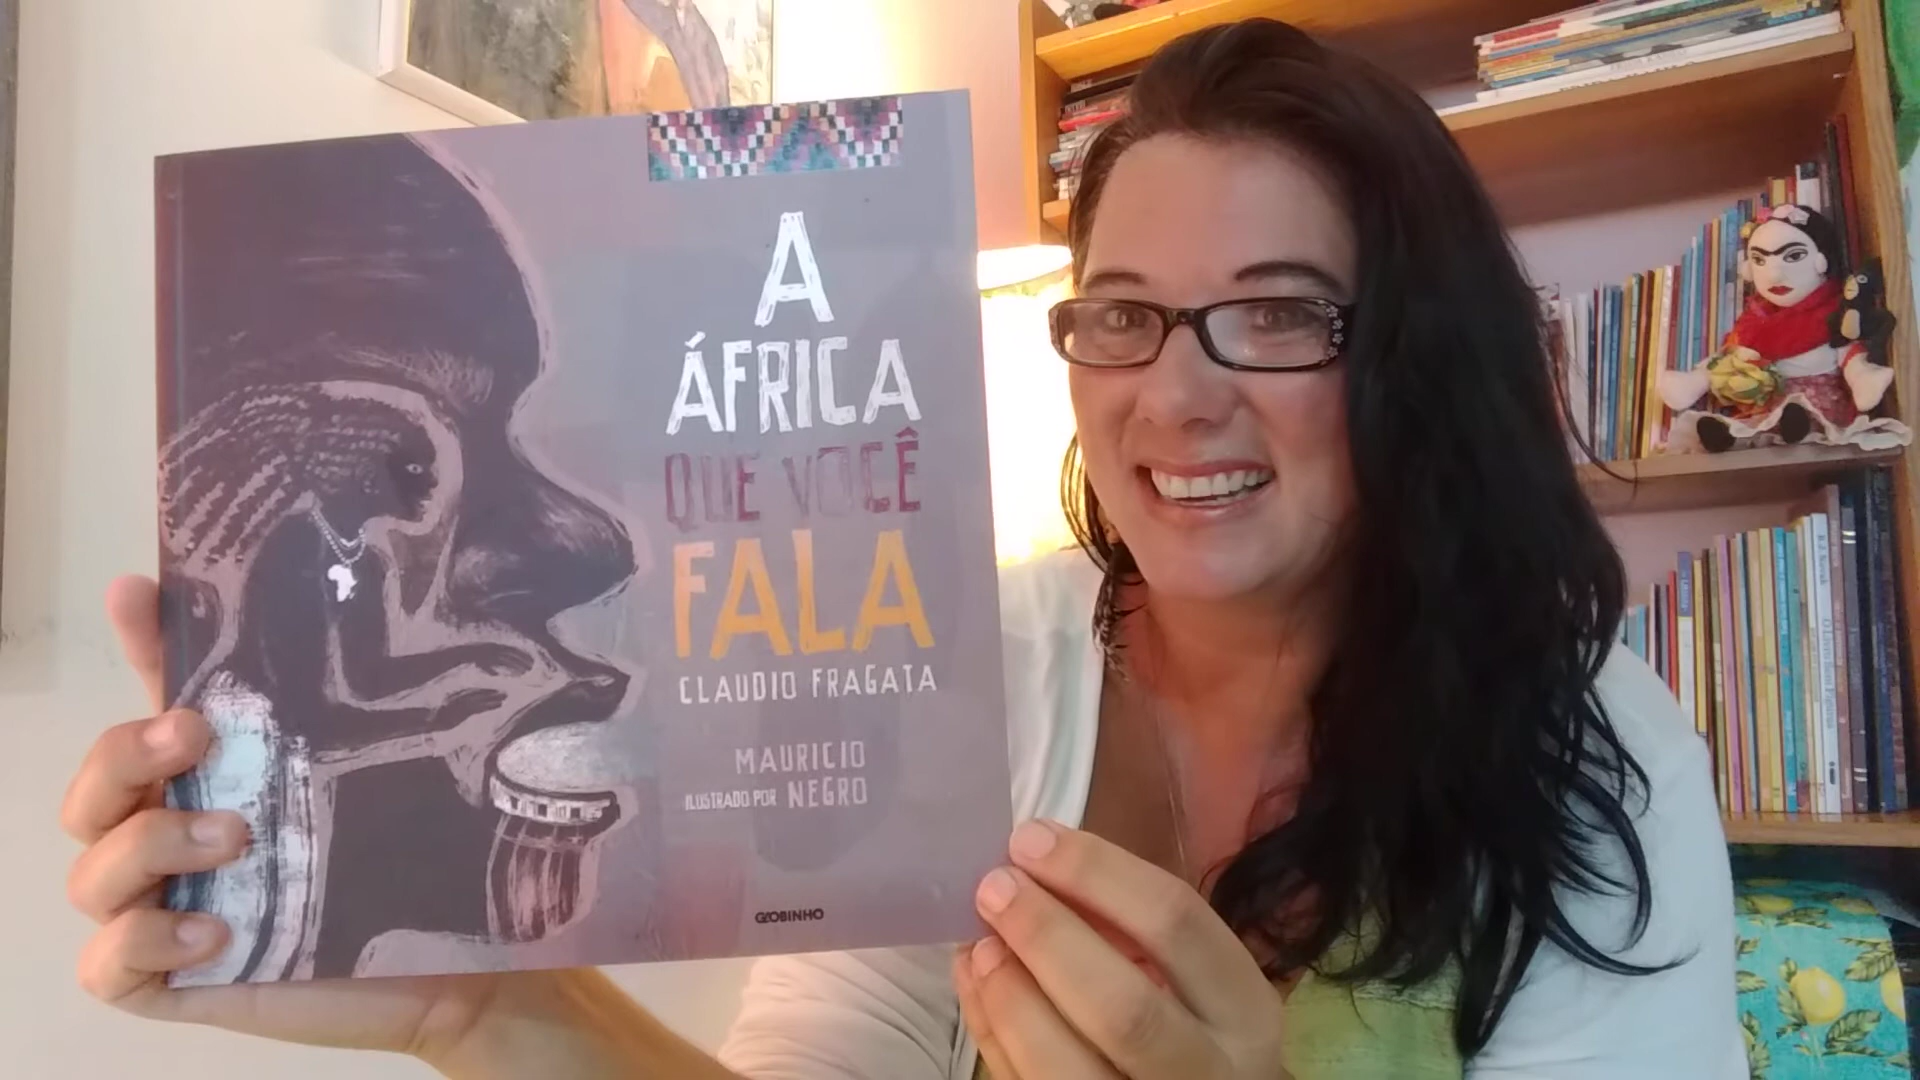 A
ÁFRICA
QUE VOCÊ
FALA
CLAUDIO FRAGATA
MAURICIO
ILUSTRADO POR NEGRO
GLOBINHO